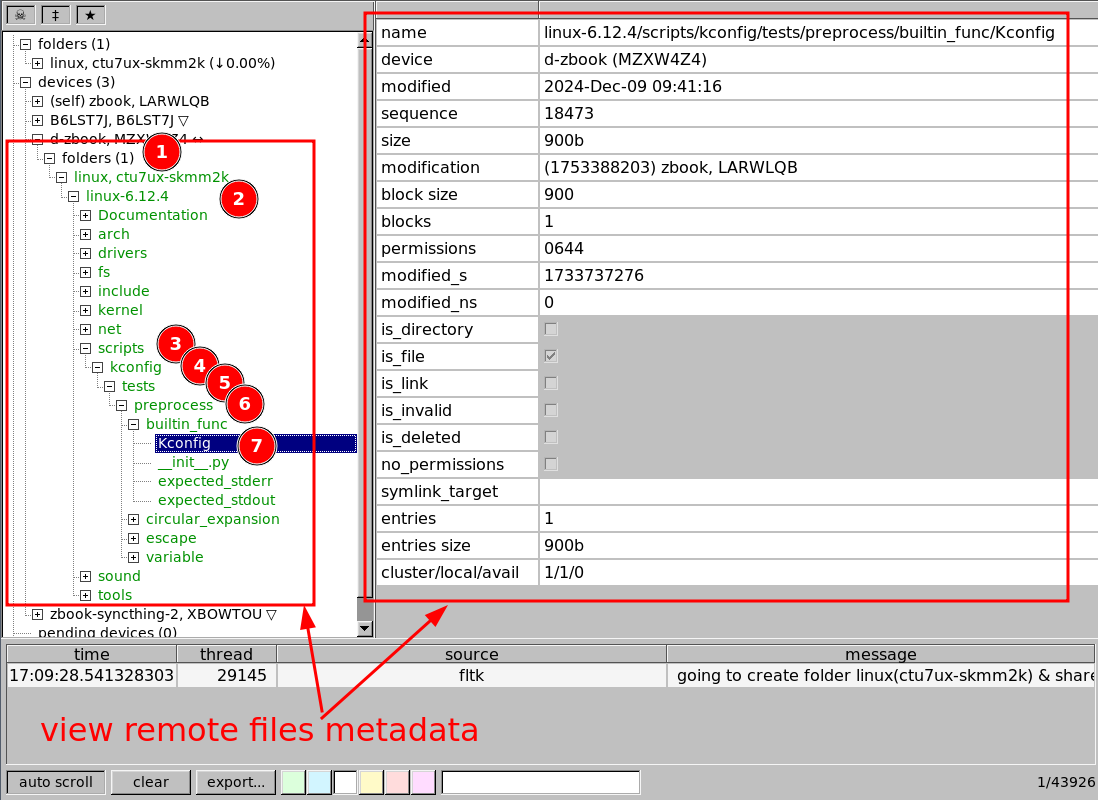 ☠ ‡ ★
folders (1)
linux, ctu7ux-skmm2k (↓0.00%)
devices (3)
(self) zbook, LARWLQB
B6LST7J, B6LST7J ▽
d-zbook, MZXW4Z4 ↔
folders (1) 1
linux, ctu7ux-skmm2k
linux-6.12.4 2
Documentation
arch
drivers
fs
include
kernel
net
scripts 3
kconfig 4
tests 5
preprocess 6
builtin_func
Kconfig 7
__init__.py
expected_stderr
expected_stdout
circular_expansion
escape
variable
sound
tools
zbook-syncthing-2, XBOWTOU ▽
pending devices (0)
name linux-6.12.4/scripts/kconfig/tests/preprocess/builtin_func/Kconfig
device d-zbook (MZXW4Z4)
modified 2024-Dec-09 09:41:16
sequence 18473
size 900b
modification (1753388203) zbook, LARWLQB
block size 900
blocks 1
permissions 0644
modified_s 1733737276
modified_ns 0
is_directory
is_file
is_link
is_invalid
is_deleted
no_permissions
symlink_target
entries 1
entries size 900b
cluster/local/avail 1/1/0
time thread source message
17:09:28.541328303 29145 fltk going to create folder linux(ctu7ux-skmm2k) & share
view remote files metadata
auto scroll clear export... 1/43926